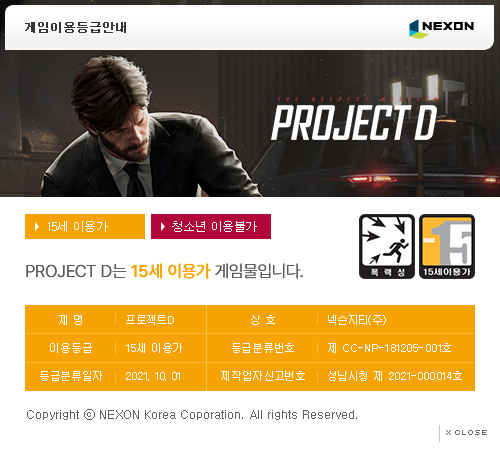 게임이용등급안내
NEXON
PROJECT D
15세 이용가
청소년 이용불가
PROJECT D는 15세 이용가 게임물입니다.
폭력성
15
15세이용가
제 명 프로젝트D 상 호 넥슨지티(주)
이용등급 15세 이용가 등급분류번호 제 CC-NP-181205-001호
등급분류일자 2021. 10. 01 제작업자신고번호 성남시청 제 2021-000014호
Copyright ⓒ NEXON Korea Coporation. All rights Reserved.
X CLOSE